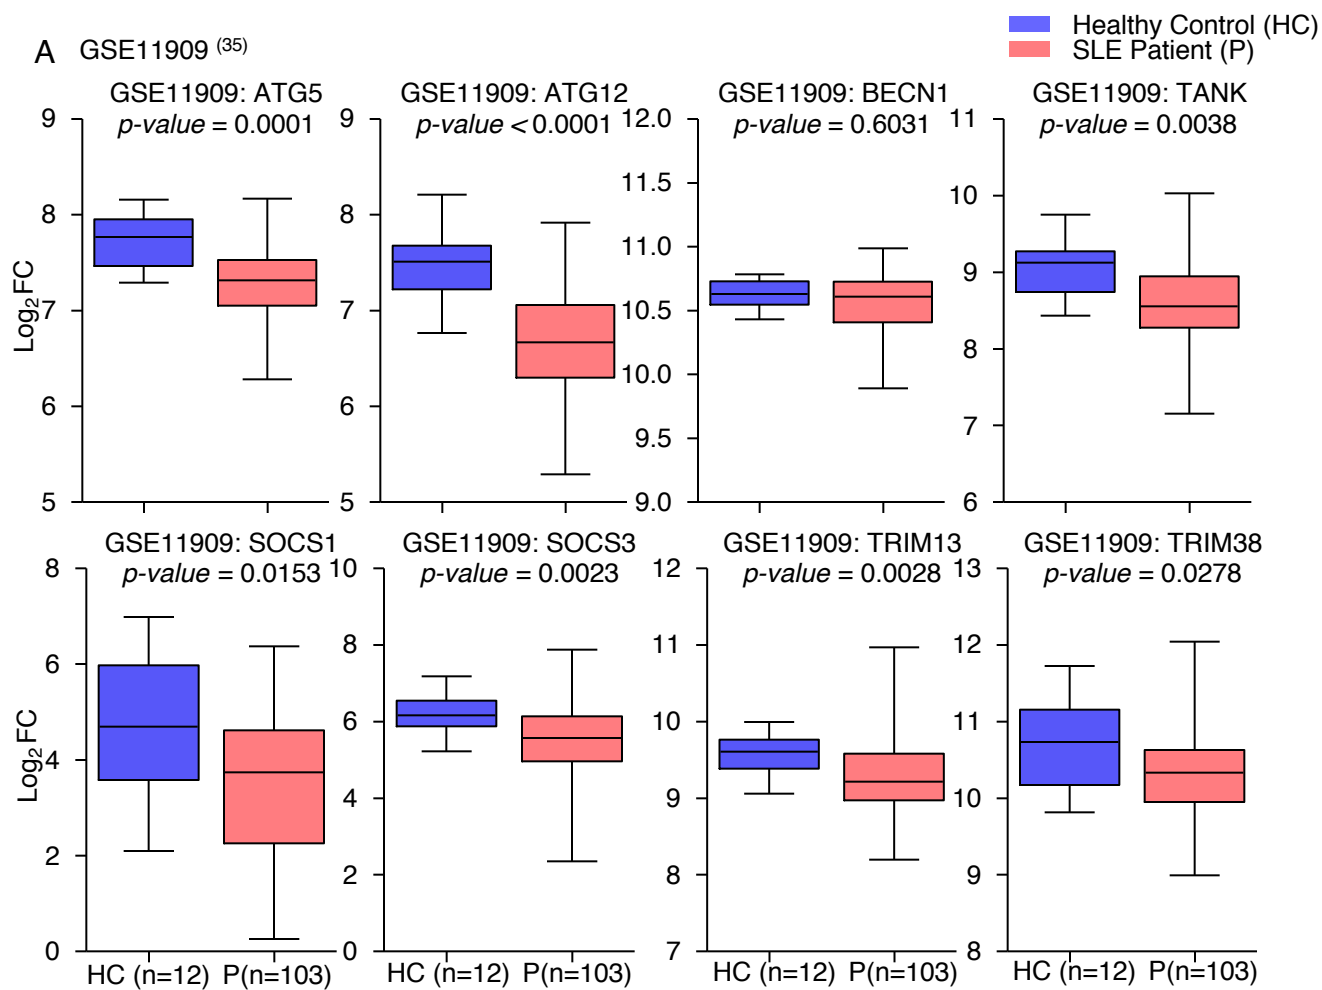 Healthy Control (HC)
SLE Patient (P)
A GSE11909 (35)
GSE11909: ATG5
p-value = 0.0001
9
8
7
6
5
Log2FC
GSE11909: ATG12
p-value < 0.0001
9
8
7
6
5
GSE11909: BECN1
p-value = 0.6031
12.0
11.5
11.0
10.5
10.0
9.5
9.0
GSE11909: TANK
p-value = 0.0038
11
10
9
8
7
6
GSE11909: SOCS1
p-value = 0.0153
8
6
4
2
0
Log2FC
HC (n=12) P(n=103)
GSE11909: SOCS3
p-value = 0.0023
10
8
6
4
2
0
HC (n=12) P(n=103)
GSE11909: TRIM13
p-value = 0.0028
12
11
10
9
8
7
HC (n=12) P(n=103)
GSE11909: TRIM38
p-value = 0.0278
13
12
11
10
9
8
HC (n=12) P(n=103)